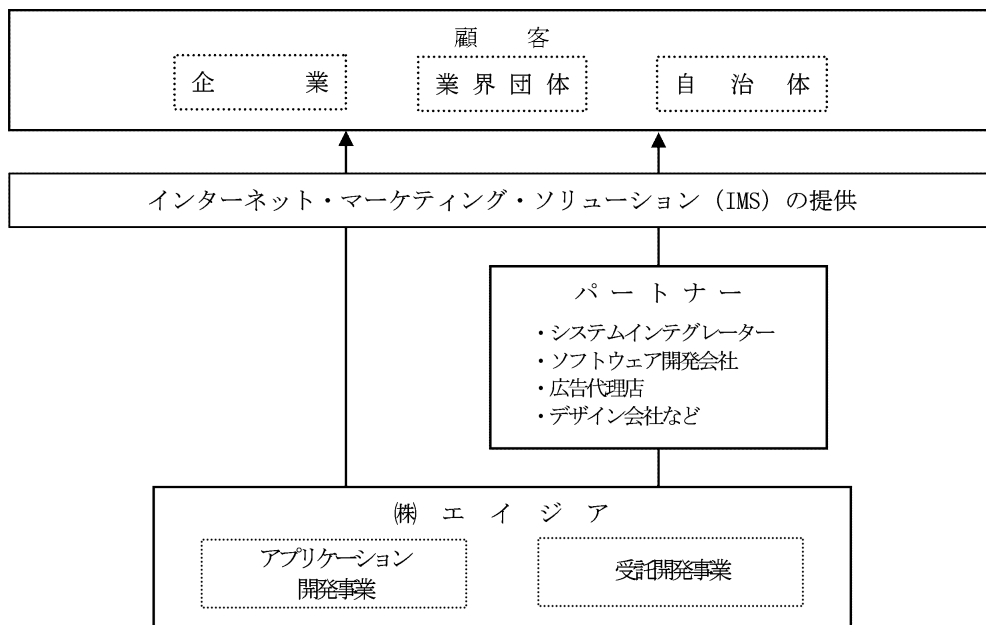 顧客
企業
業界団体
自治体
インターネット・マーケティング・ソリューション(IMS)の提供
パートナー
・システムインテグレーター
・ソフトウェア開発会社
・広告代理店
・デザイン会社など
㈱エイジア
アプリケーション
開発事業
受託開発事業